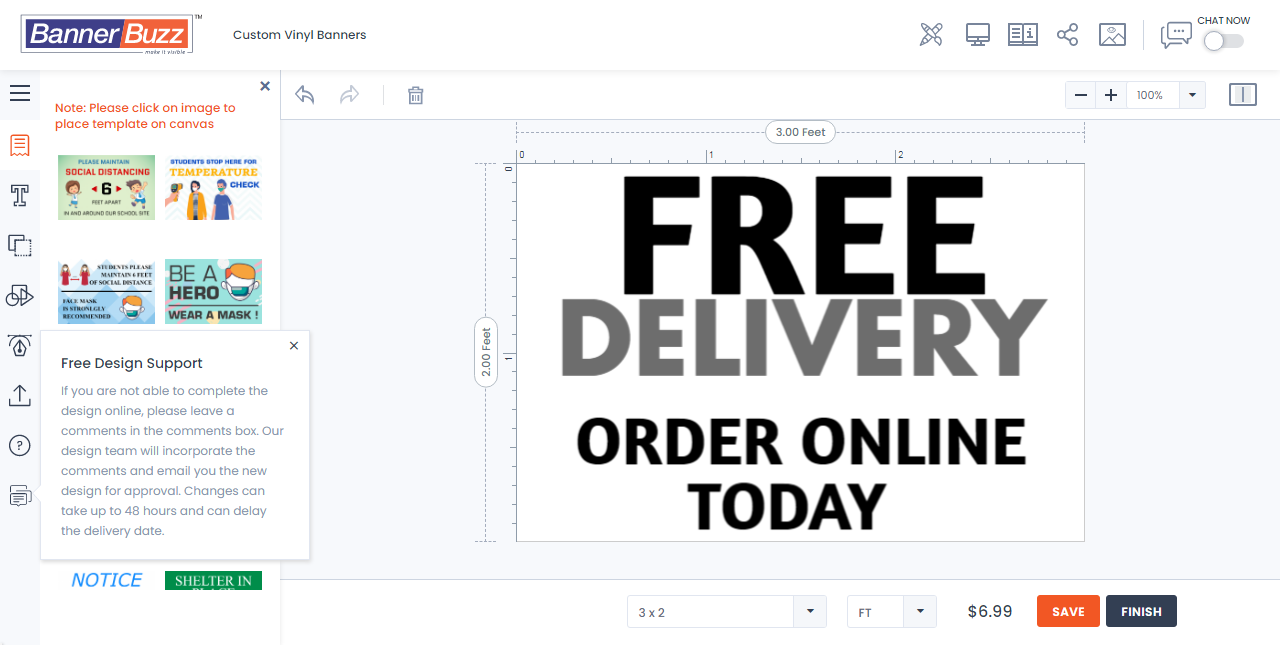 BannerBuzz™
make it visible
Custom Vinyl Banners
CHAT NOW
Note: Please click on image to
place template on canvas
100%
PLEASE MAINTAIN
SOCIAL DISTANCING
6
FEET APART
IN AND AROUND OUR SCHOOL SITE
STUDENTS STOP HERE FOR
TEMPERATURE
CHECK
STUDENTS PLEASE
MAINTAIN 6 FEET
OF SOCIAL DISTANCE
FACE MASK
IS STRONLGLY
RECOMMENDED
BE A
HERO
WEAR A MASK !
Free Design Support
If you are not able to complete the
design online, please leave a
comments in the comments box. Our
design team will incorporate the
comments and email you the new
design for approval. Changes can
take up to 48 hours and can delay
the delivery date.
NOTICE
SHELTER IN
PLACE
3.00 Feet
0 1 2
0
1
2.00 Feet
FREE
DELIVERY
ORDER ONLINE
TODAY
3 x 2
FT
$6.99
SAVE
FINISH